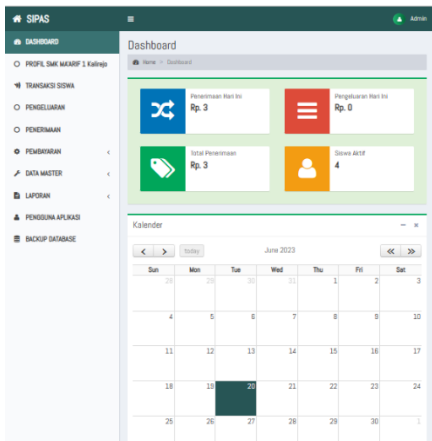 SIPAS
Admin
DASHBOARD
PROFIL SMK MA'ARIF 1 Kalirejo
TRANSAKSI SISWA
PENGELUARAN
PENERIMAAN
PEMBAYARAN
DATA MASTER
LAPORAN
PENGGUNA APLIKASI
BACKUP DATABASE
Dashboard
Home > Dashboard
Penerimaan Hari Ini
Rp. 3
Pengeluaran Hari Ini
Rp. 0
Total Penerimaan
Rp. 3
Siswa Aktif
4
Kalender
today
June 2023
Sun Mon Tue Wed Thu Fri Sat
28 29 30 31 1 2 3
4 5 6 7 8 9 10
11 12 13 14 15 16 17
18 19 20 21 22 23 24
25 26 27 28 29 30 1